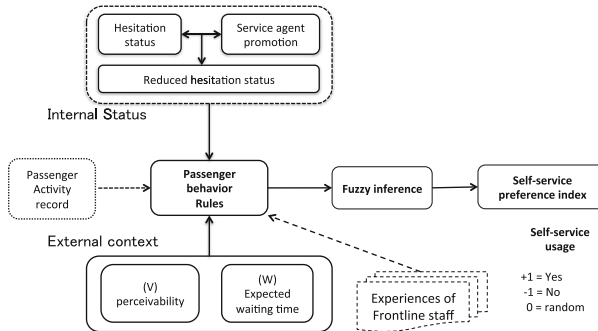 Hesitation
status
Service agent
promotion
Reduced hesitation status
Internal Status
Passenger
Activity
record
Passenger
behavior
Rules
Fuzzy inference
Self-service
preference index
External context
(V)
perceivability
(W)
Expected
waiting time
Experiences of
Frontline staff
Self-service
usage
+1 = Yes
-1 = No
0 = random